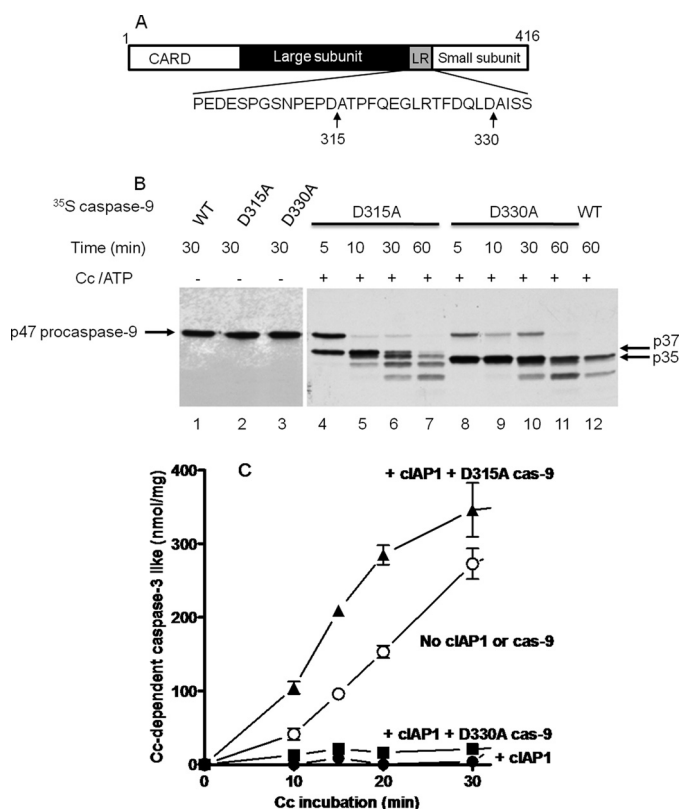 A
1 416
CARD Large subunit LR Small subunit
PEDESPGSNPEPDATPFQEGLRTFDQLDAISS
315 330
B
35S caspase-9 WT D315A D330A D315A D330A WT
Time (min) 30 30 30 5 10 30 60 5 10 30 60 60
Cc /ATP - - - + + + + + + + + +
p47 procaspase-9 p37
p35
1 2 3 4 5 6 7 8 9 10 11 12
C
Cc-dependent caspase-3 like (nmol/mg)
400
300
200
100
0
+ cIAP1 + D315A cas-9
No cIAP1 or cas-9
+ cIAP1 + D330A cas-9
+ cIAP1
0 10 20 30
Cc incubation (min)